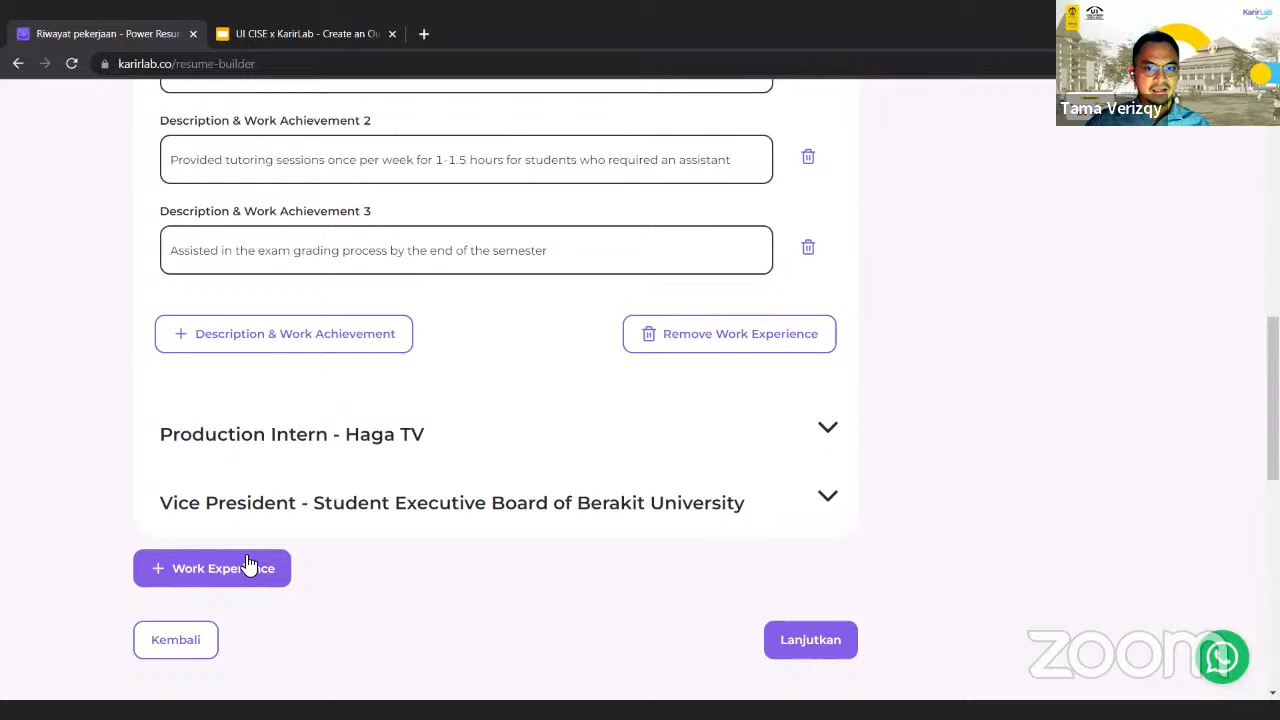 Riwayat pekerjaan - Power Resu
UI CISE x KarirLab - Create an Ou
karirlab.co/resume-builder
UI
KarirLab
Tama Verizqy
Description & Work Achievement 2
Provided tutoring sessions once per week for 1-1.5 hours for students who required an assistant
Description & Work Achievement 3
Assisted in the exam grading process by the end of the semester
+ Description & Work Achievement
Remove Work Experience
Production Intern - Haga TV
Vice President - Student Executive Board of Berakit University
+ Work Experience
Kembali
Lanjutkan
zoom